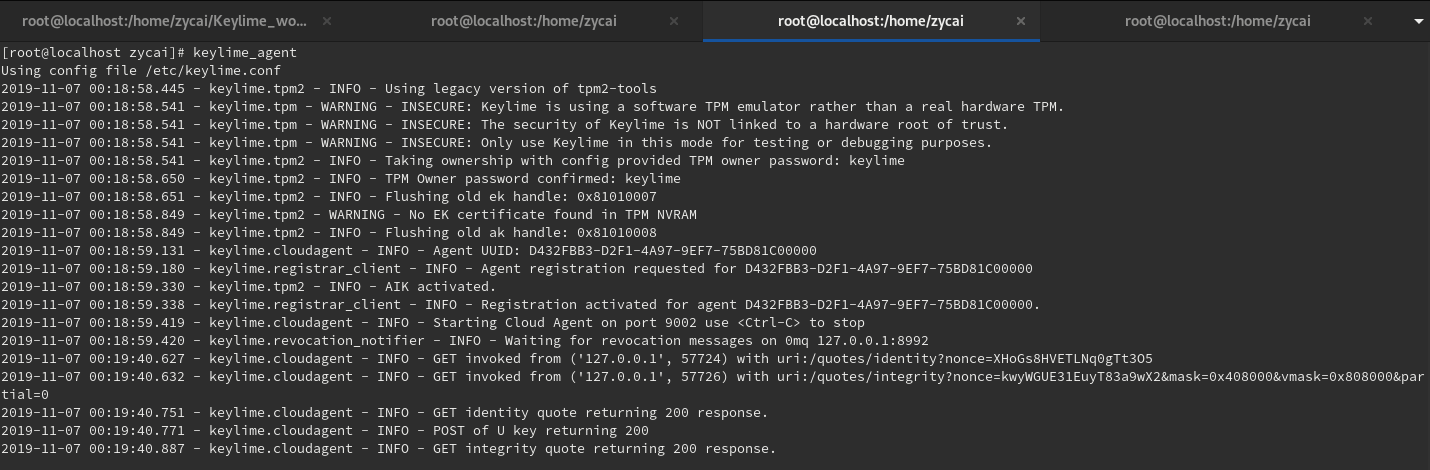 root@localhost:/home/zycai/Keylime_wo... × root@localhost:/home/zycai × root@localhost:/home/zycai × root@localhost:/home/zycai ×
[root@localhost zycai]# keylime_agent
Using config file /etc/keylime.conf
2019-11-07 00:18:58.445 - keylime.tpm2 - INFO - Using legacy version of tpm2-tools
2019-11-07 00:18:58.541 - keylime.tpm - WARNING - INSECURE: Keylime is using a software TPM emulator rather than a real hardware TPM.
2019-11-07 00:18:58.541 - keylime.tpm - WARNING - INSECURE: The security of Keylime is NOT linked to a hardware root of trust.
2019-11-07 00:18:58.541 - keylime.tpm - WARNING - INSECURE: Only use Keylime in this mode for testing or debugging purposes.
2019-11-07 00:18:58.541 - keylime.tpm2 - INFO - Taking ownership with config provided TPM owner password: keylime
2019-11-07 00:18:58.650 - keylime.tpm2 - INFO - TPM Owner password confirmed: keylime
2019-11-07 00:18:58.651 - keylime.tpm2 - INFO - Flushing old ek handle: 0x81010007
2019-11-07 00:18:58.849 - keylime.tpm2 - WARNING - No EK certificate found in TPM NVRAM
2019-11-07 00:18:58.849 - keylime.tpm2 - INFO - Flushing old ak handle: 0x81010008
2019-11-07 00:18:59.131 - keylime.cloudagent - INFO - Agent UUID: D432FBB3-D2F1-4A97-9EF7-75BD81C00000
2019-11-07 00:18:59.180 - keylime.registrar_client - INFO - Agent registration requested for D432FBB3-D2F1-4A97-9EF7-75BD81C00000
2019-11-07 00:18:59.330 - keylime.tpm2 - INFO - AIK activated.
2019-11-07 00:18:59.338 - keylime.registrar_client - INFO - Registration activated for agent D432FBB3-D2F1-4A97-9EF7-75BD81C00000.
2019-11-07 00:18:59.419 - keylime.cloudagent - INFO - Starting Cloud Agent on port 9002 use <Ctrl-C> to stop
2019-11-07 00:18:59.420 - keylime.revocation_notifier - INFO - Waiting for revocation messages on 0mq 127.0.0.1:8992
2019-11-07 00:19:40.627 - keylime.cloudagent - INFO - GET invoked from ('127.0.0.1', 57724) with uri:/quotes/identity?nonce=XHoGs8HVETLNq0gTt3O5
2019-11-07 00:19:40.632 - keylime.cloudagent - INFO - GET invoked from ('127.0.0.1', 57726) with uri:/quotes/integrity?nonce=kwyWGUE31EuyT83a9wX2&mask=0x408000&vmask=0x808000&par
tial=0
2019-11-07 00:19:40.751 - keylime.cloudagent - INFO - GET identity quote returning 200 response.
2019-11-07 00:19:40.771 - keylime.cloudagent - INFO - POST of U key returning 200
2019-11-07 00:19:40.887 - keylime.cloudagent - INFO - GET integrity quote returning 200 response.